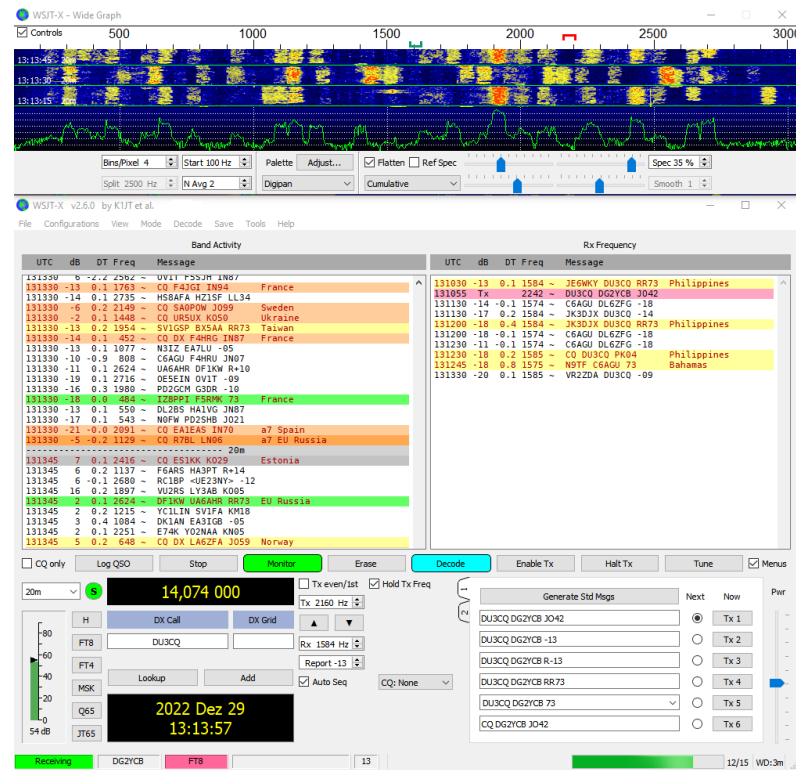 WSJT-X - Wide Graph
Controls 500 1000 1500 2000 2500 3000
13:13:45 20m
13:13:30 20m
13:13:15 20m
Bins/Pixel 4 Start 100 Hz Palette Adjust... Flatten Ref Spec Spec 35 %
Split 2500 Hz N Avg 2 Digipan Cumulative Smooth 1
WSJT-X v2.6.0 by K1JT et al.
File Configurations View Mode Decode Save Tools Help
Band Activity
UTC dB DT Freq Message
131330 6 -2.2 2562 ~ OV1T F5SJH IN87
131330 -13 0.1 1763 ~ CQ F4JGI IN94 France
131330 -14 0.1 2735 ~ HS8AFA HZ1SF LL34
131330 -6 0.2 2149 ~ CQ SA0POW JO99 Sweden
131330 -2 0.1 1448 ~ CQ UR5UX KO50 Ukraine
131330 -13 0.2 1954 ~ SV1GSP BX5AA RR73 Taiwan
131330 -14 0.1 452 ~ CQ DX F4HRG IN87 France
131330 -13 0.1 1077 ~ N3IZ EA7LU -05
131330 -10 -0.9 808 ~ C6AGU F4HRU JN07
131330 -11 0.1 2624 ~ UA6AHR DF1KW R+10
131330 -19 0.1 2716 ~ OE5EIN OV1T -09
131330 -16 0.3 1980 ~ PD2GCM G3DR -10
131330 -18 0.0 484 ~ IZ8PPI F5RMK 73 France
131330 -13 0.1 550 ~ DL2BS HA1VG JN87
131330 -17 0.1 543 ~ N0FW PD2SHB JO21
131330 -21 -0.0 2091 ~ CQ EA1EAS IN70 a7 Spain
131330 -5 -0.2 1129 ~ CQ R7BL LN06 a7 EU Russia
---------------------------------- 20m
131345 7 0.1 2416 ~ CQ ES1KK KO29 Estonia
131345 6 0.2 1137 ~ F6ARS HA3PT R+14
131345 6 -0.1 2680 ~ RC1BP <UE23NY> -12
131345 16 0.2 1897 ~ VU2RS LY3AB KO05
131345 2 0.1 2624 ~ DF1KW UA6AHR RR73 EU Russia
131345 2 0.2 1215 ~ YC1LIN SV1FA KM18
131345 3 0.4 1084 ~ DK1AN EA3IGB -05
131345 2 0.1 2251 ~ E74K YO2NAA KN05
131345 5 0.2 648 ~ CQ DX LA6ZFA JO59 Norway
Rx Frequency
UTC dB DT Freq Message
131030 -13 0.1 1584 ~ JE6WKY DU3CQ RR73 Philippines
131055 Tx 2242 ~ DU3CQ DG2YCB JO42
131130 -14 -0.1 1574 ~ C6AGU DL6ZFG -18
131130 -17 0.2 1584 ~ JK3DJX DU3CQ -14
131200 -18 0.4 1584 ~ JK3DJX DU3CQ RR73 Philippines
131200 -18 -0.1 1574 ~ C6AGU DL6ZFG -18
131230 -11 -0.1 1574 ~ C6AGU DL6ZFG -18
131230 -18 0.2 1585 ~ CQ DU3CQ PK04 Philippines
131245 -18 0.8 1575 ~ N9TF C6AGU 73 Bahamas
131330 -20 0.1 1585 ~ VR2ZDA DU3CQ -09
CQ only Log QSO Stop Monitor Erase Decode Enable Tx Halt Tx Tune Menus
20m S 14,074 000
H
FT8
FT4
MSK
Q65
JT65
DX Call DX Grid
DU3CQ
Lookup Add
2022 Dez 29
13:13:57
-80
-60
-40
-20
-0
54 dB
Tx even/1st Hold Tx Freq
Tx 2160 Hz
▲ ▼
Rx 1584 Hz
Report -13
Auto Seq CQ: None
1
2
Generate Std Msgs Next Now Pwr
DU3CQ DG2YCB JO42 Tx 1
DU3CQ DG2YCB -13 Tx 2
DU3CQ DG2YCB R-13 Tx 3
DU3CQ DG2YCB RR73 Tx 4
DU3CQ DG2YCB 73 Tx 5
CQ DG2YCB JO42 Tx 6
Receiving DG2YCB FT8 13 12/15 WD:3m